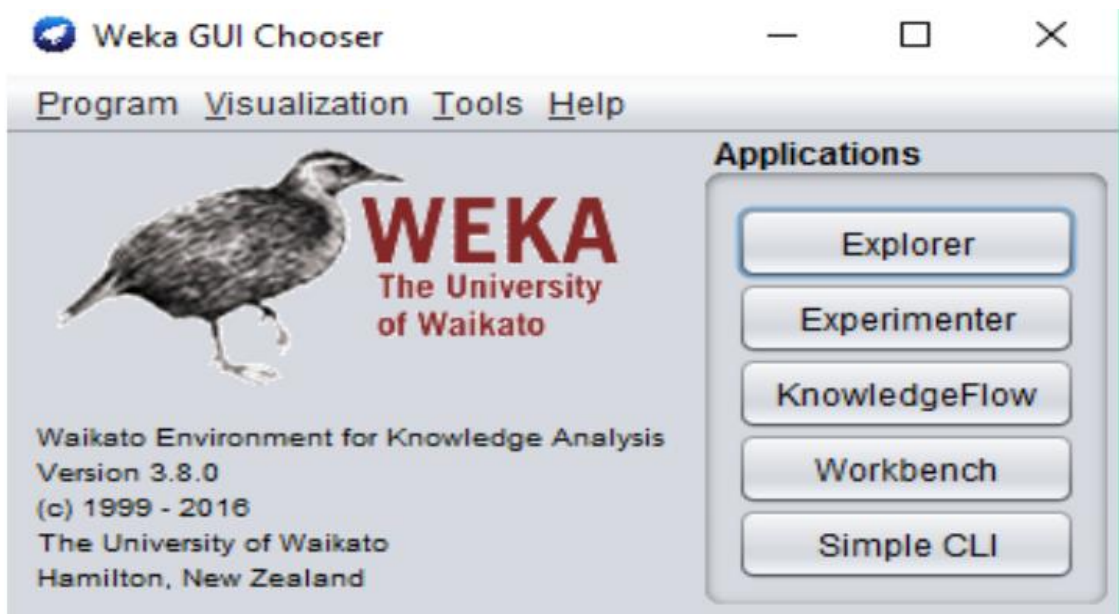 Weka GUI Chooser
Program Visualization Tools Help
WEKA
The University
of Waikato
Waikato Environment for Knowledge Analysis
Version 3.8.0
(c) 1999 - 2016
The University of Waikato
Hamilton, New Zealand
Applications
Explorer
Experimenter
KnowledgeFlow
Workbench
Simple CLI